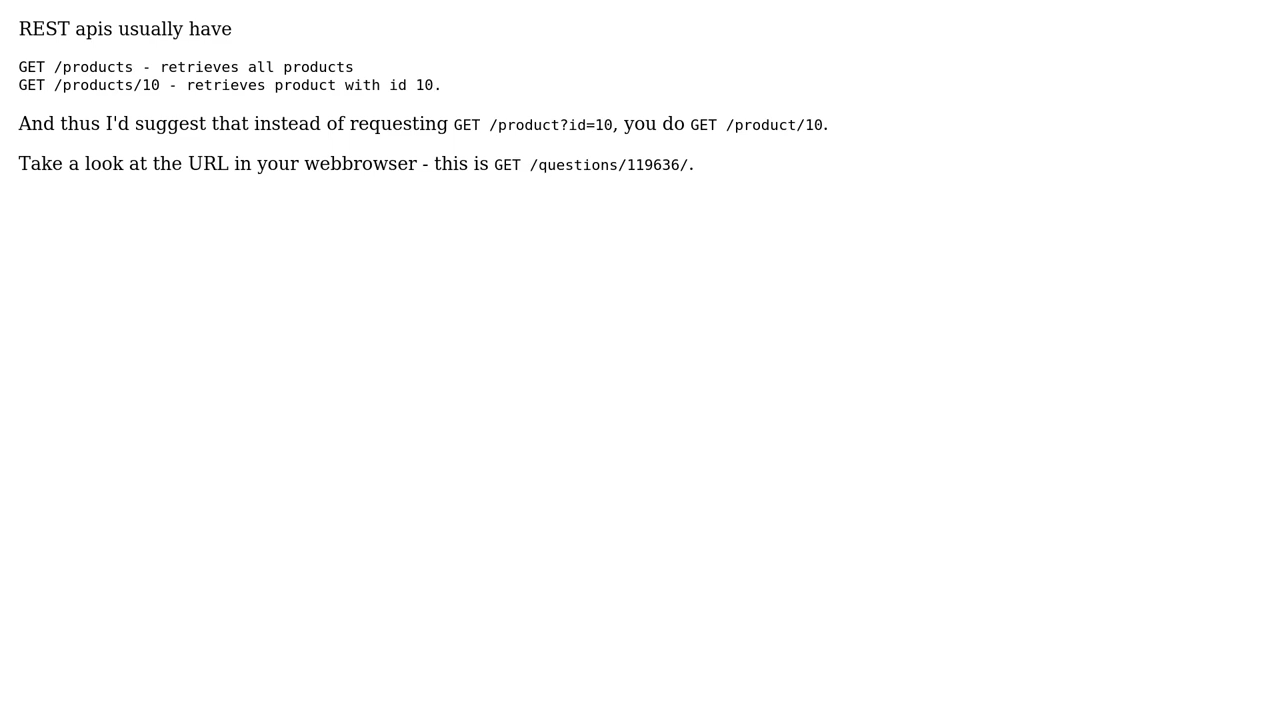 REST apis usually have
GET /products - retrieves all products
GET /products/10 - retrieves product with id 10.
And thus I'd suggest that instead of requesting GET /product?id=10, you do GET /product/10.
Take a look at the URL in your webbrowser - this is GET /questions/119636/.